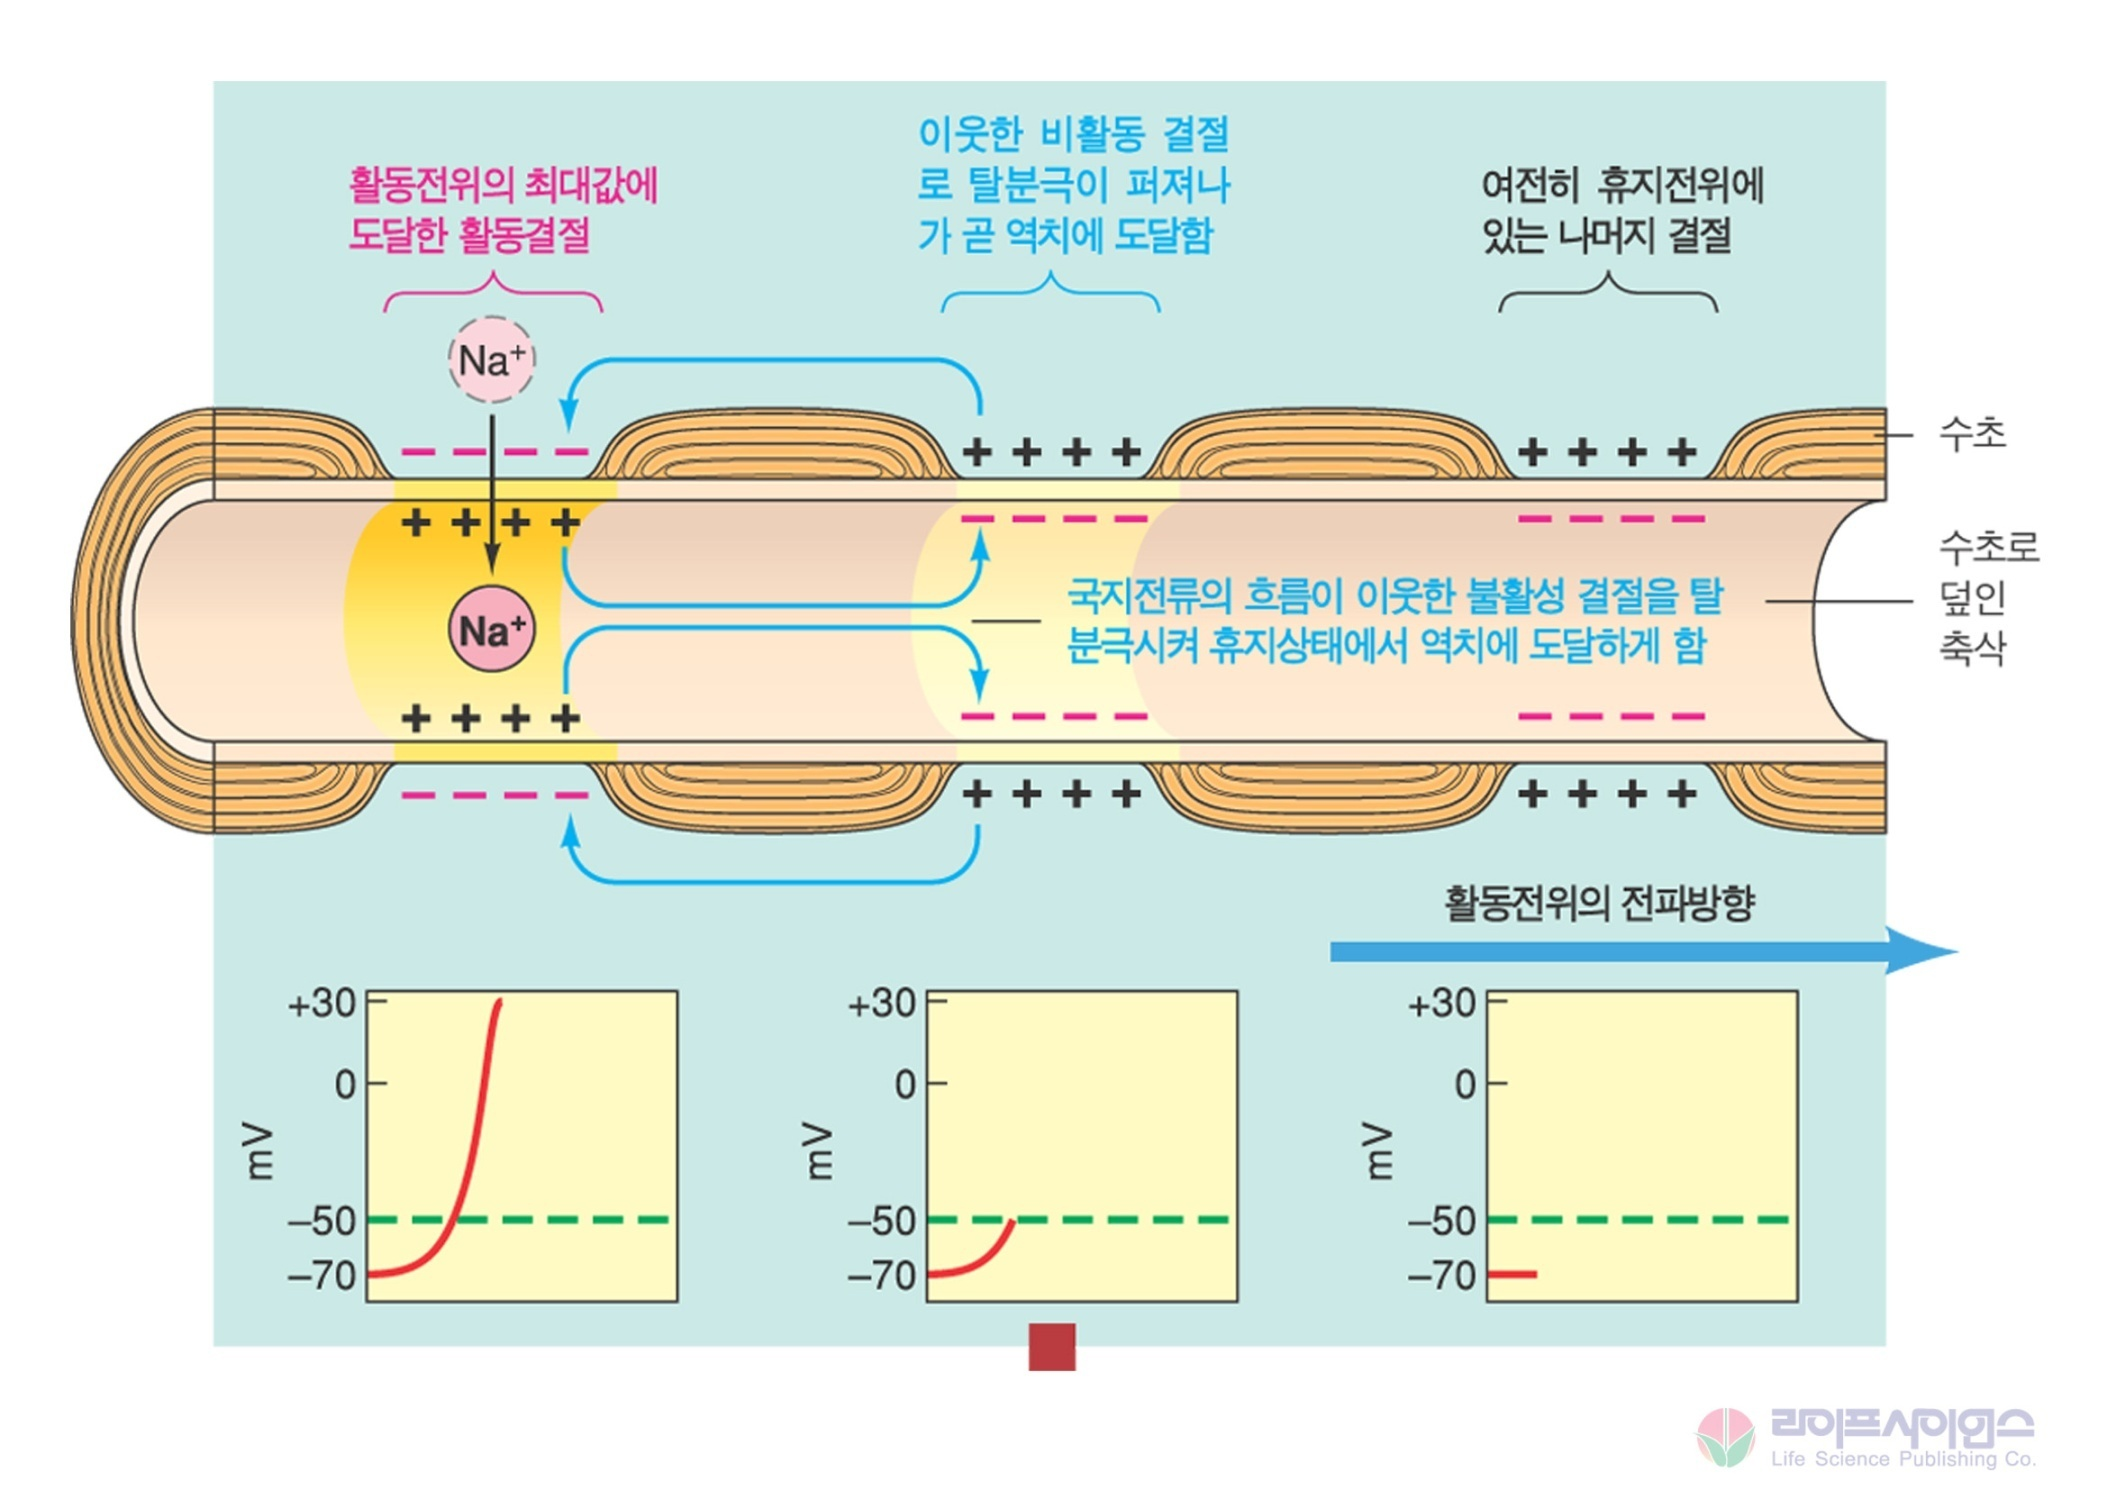 이웃한 비활동 결절
로 탈분극이 퍼져나
가 곧 역치에 도달함
활동전위의 최대값에
도달한 활동결절
여전히 휴지전위에
있는 나머지 결절
Na+
수초
수초로
덮인
축삭
국지전류의 흐름이 이웃한 불활성 결절을 탈
분극시켜 휴지상태에서 역치에 도달하게 함
Na+
활동전위의 전파방향
+30
0
mV
–50
–70
+30
0
mV
–50
–70
+30
0
mV
–50
–70
라이프사이언스
Life Science Publishing Co.